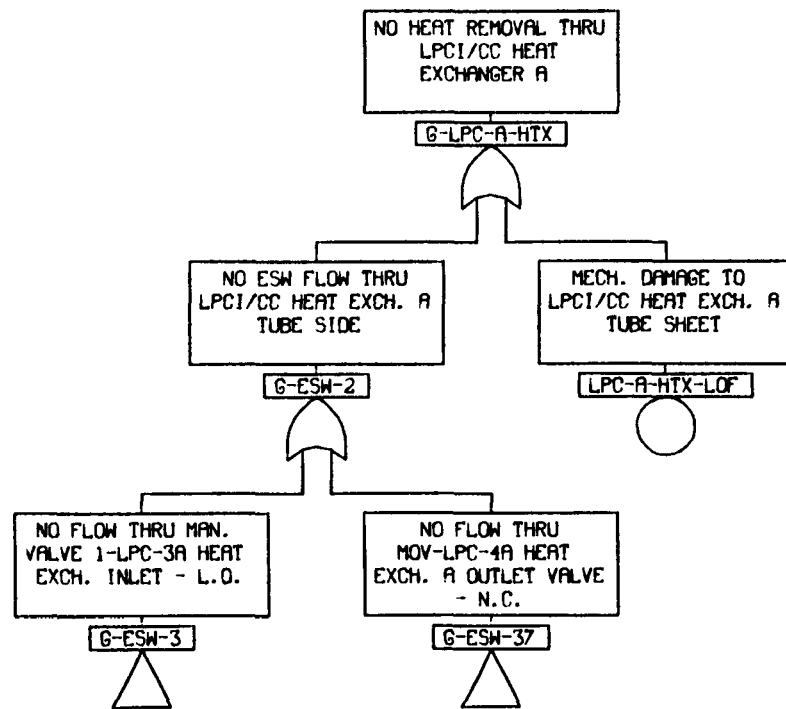 NO HEAT REMOVAL THRU
LPCI/CC HEAT
EXCHANGER A
G-LPC-A-HTX
NO ESW FLOW THRU
LPCI/CC HEAT EXCH. A
TUBE SIDE
G-ESW-2
MECH. DAMAGE TO
LPCI/CC HEAT EXCH. A
TUBE SHEET
LPC-A-HTX-LOF
NO FLOW THRU MAN.
VALVE 1-LPC-3A HEAT
EXCH. INLET - L.O.
G-ESW-3
NO FLOW THRU
MOV-LPC-4A HEAT
EXCH. A OUTLET VALVE
- N.C.
G-ESW-37